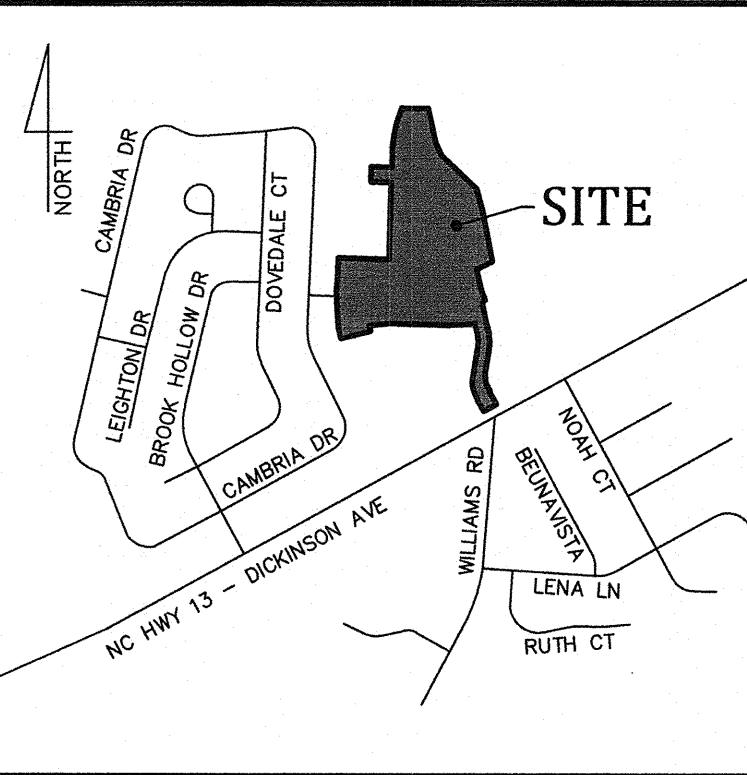 NORTH
CAMBRIA DR
DOVEDALE CT
SITE
LEIGHTON DR
BROOK HOLLOW DR
CAMBRIA DR
NC HWY 13 - DICKINSON AVE
WILLIAMS RD
BEUNAVISTA
NOAH CT
LENA LN
RUTH CT